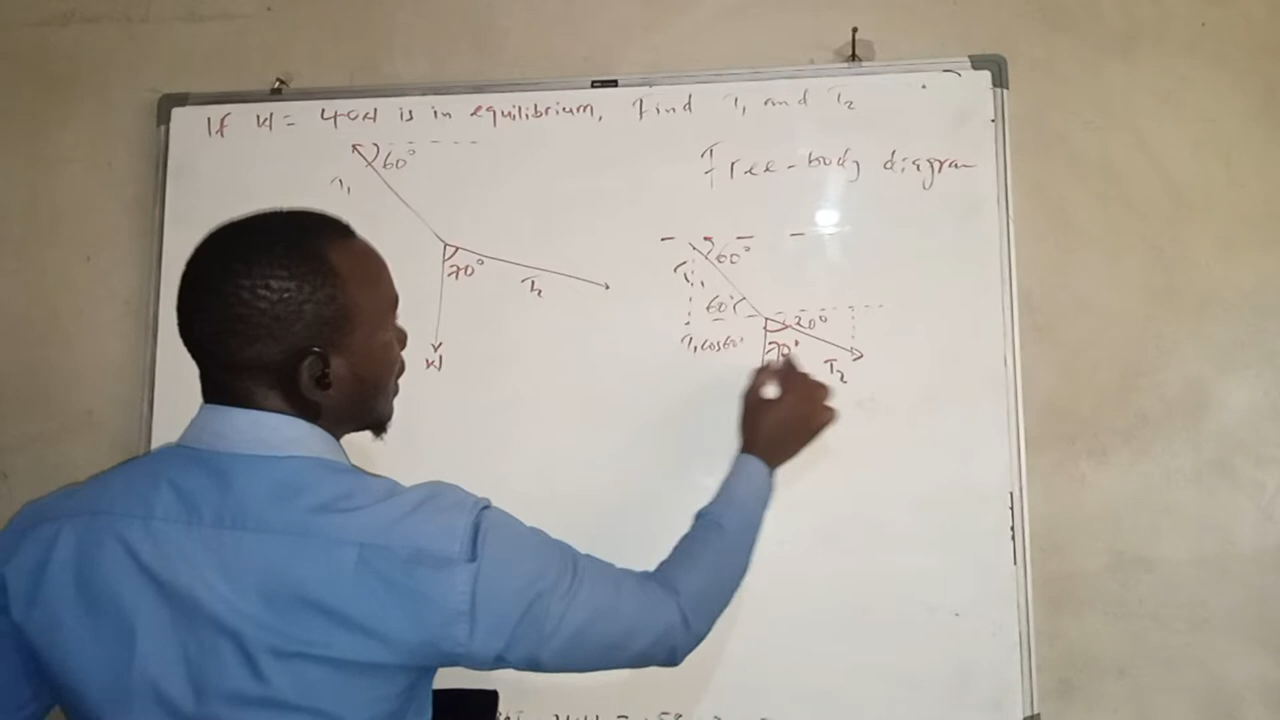 If W = 40N is in equilibrium, Find T1 and T2
Free-body diagram
60°
T1
70°
T2
W
60°
T1
60°
20°
T1cos60°
70°
T2